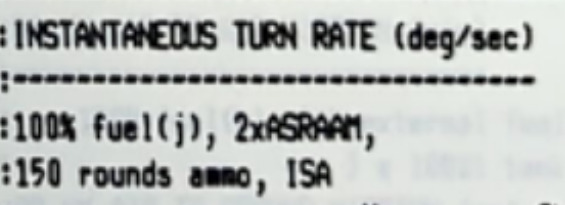 :INSTANTANEOUS TURN RATE (deg/sec)
:-----------------------------------
:100% fuel(j), 2xASRAAM,
:150 rounds ammo, ISA